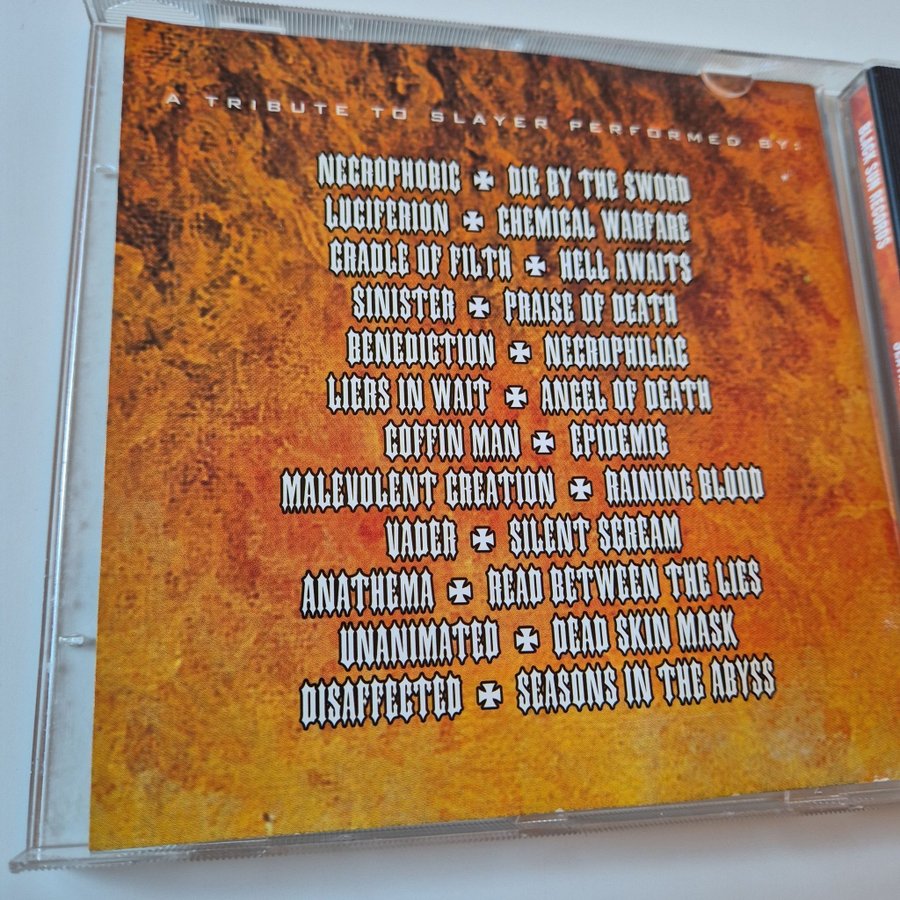 A TRIBUTE TO SLAYER PERFORMED BY:
NECROPHOBIC ✠ DIE BY THE SWORD
LUCIFERION ✠ CHEMICAL WARFARE
CRADLE OF FILTH ✠ HELL AWAITS
SINISTER ✠ PRAISE OF DEATH
BENEDICTION ✠ NECROPHILIAC
LIERS IN WAIT ✠ ANGEL OF DEATH
COFFIN MAN ✠ EPIDEMIC
MALEVOLENT CREATION ✠ RAINING BLOOD
VADER ✠ SILENT SCREAM
ANATHEMA ✠ READ BETWEEN THE LIES
UNANIMATED ✠ DEAD SKIN MASK
DISAFFECTED ✠ SEASONS IN THE ABYSS
BLACK SUN RECORDS